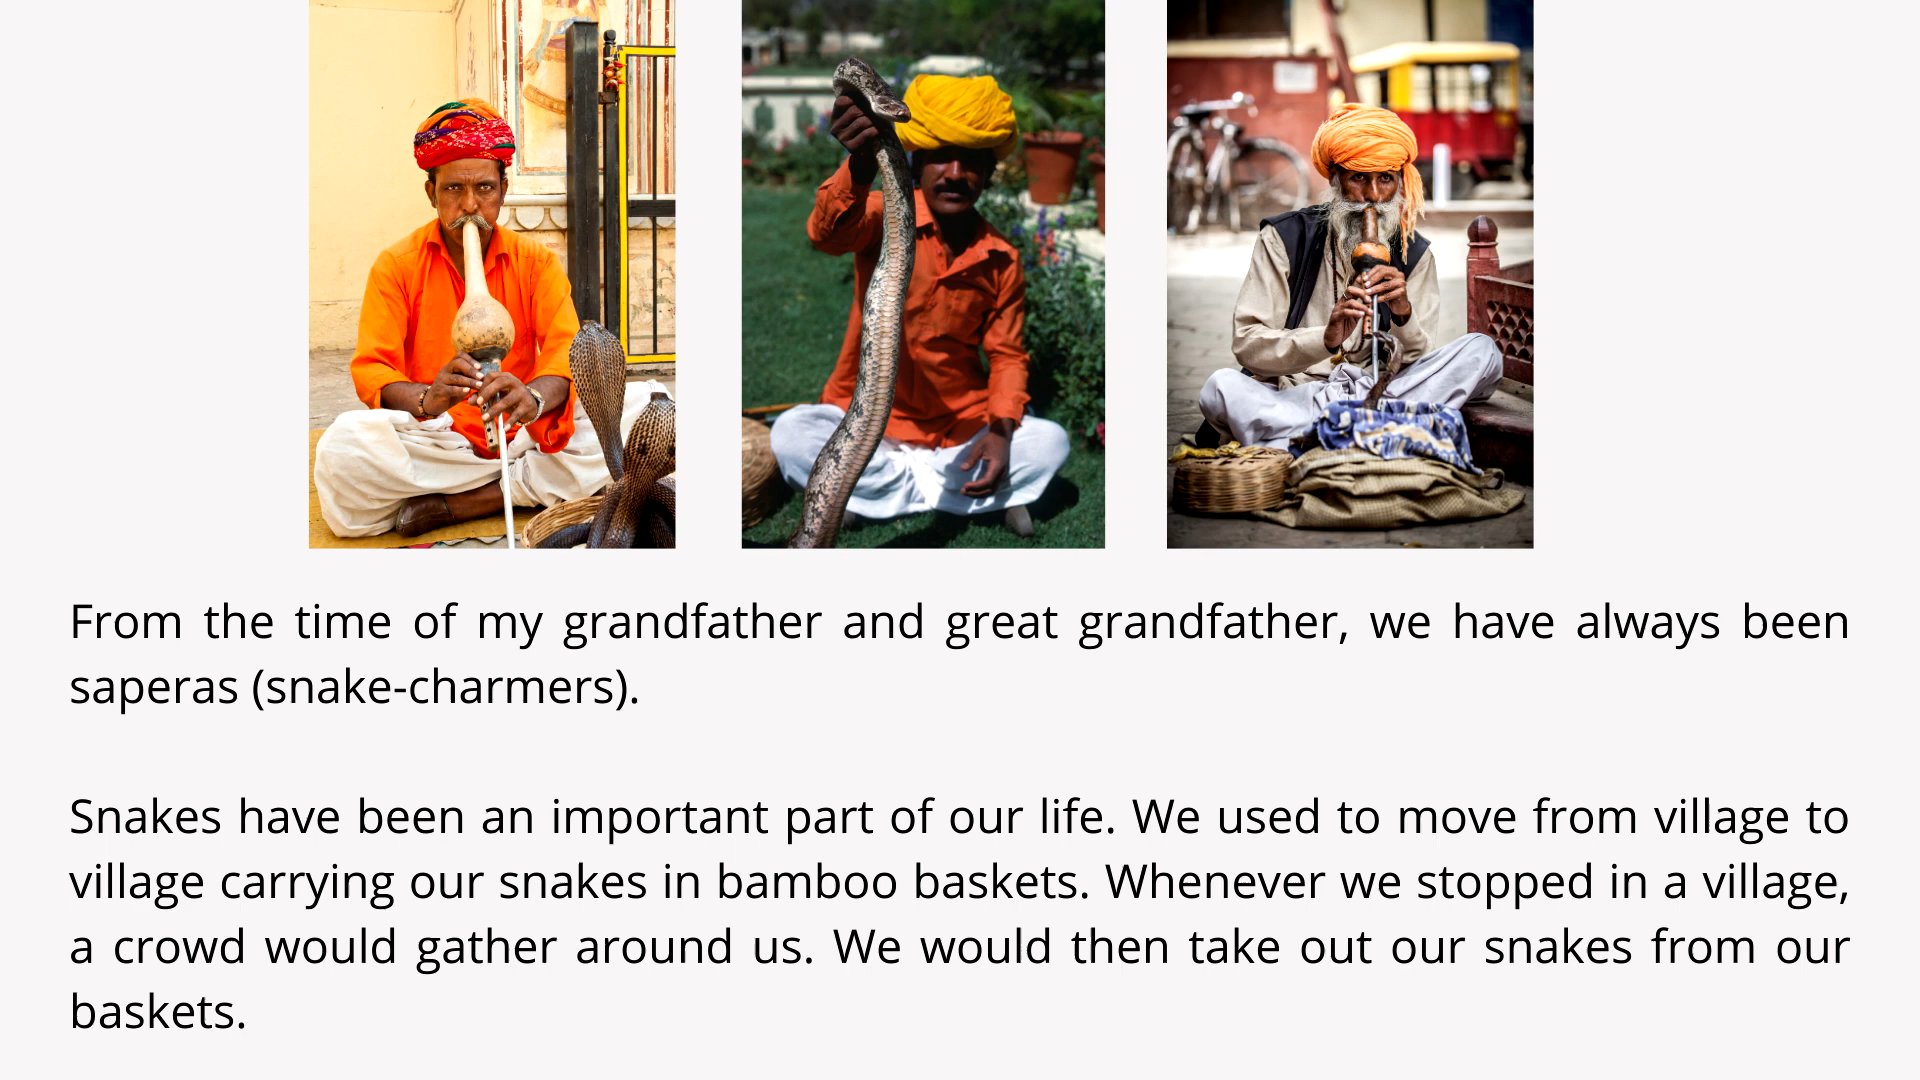 From the time of my grandfather and great grandfather, we have always been
saperas (snake-charmers).
Snakes have been an important part of our life. We used to move from village to
village carrying our snakes in bamboo baskets. Whenever we stopped in a village,
a crowd would gather around us. We would then take out our snakes from our
baskets.